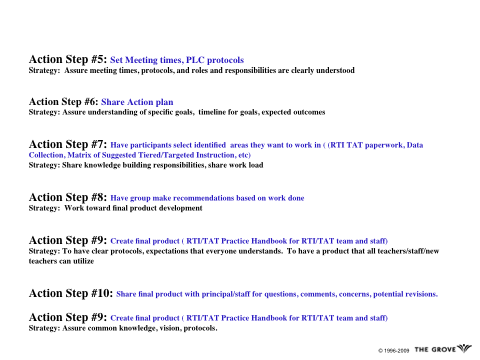 Action Step #5: Set Meeting times, PLC protocols
Strategy: Assure meeting times, protocols, and roles and responsibilities are clearly understood
Action Step #6: Share Action plan
Strategy: Assure understanding of specific goals, timeline for goals, expected outcomes
Action Step #7: Have participants select identified areas they want to work in ( (RTI TAT paperwork, Data
Collection, Matrix of Suggested Tiered/Targeted Instruction, etc)
Strategy: Share knowledge building responsibilities, share work load
Action Step #8: Have group make recommendations based on work done
Strategy: Work toward final product development
Action Step #9: Create final product ( RTI/TAT Practice Handbook for RTI/TAT team and staff)
Strategy: To have clear protocols, expectations that everyone understands. To have a product that all teachers/staff/new
teachers can utilize
Action Step #10: Share final product with principal/staff for questions, comments, concerns, potential revisions.
Action Step #9: Create final product ( RTI/TAT Practice Handbook for RTI/TAT team and staff)
Strategy: Assure common knowledge, vision, protocols.
© 1996-2009 THE GROVE